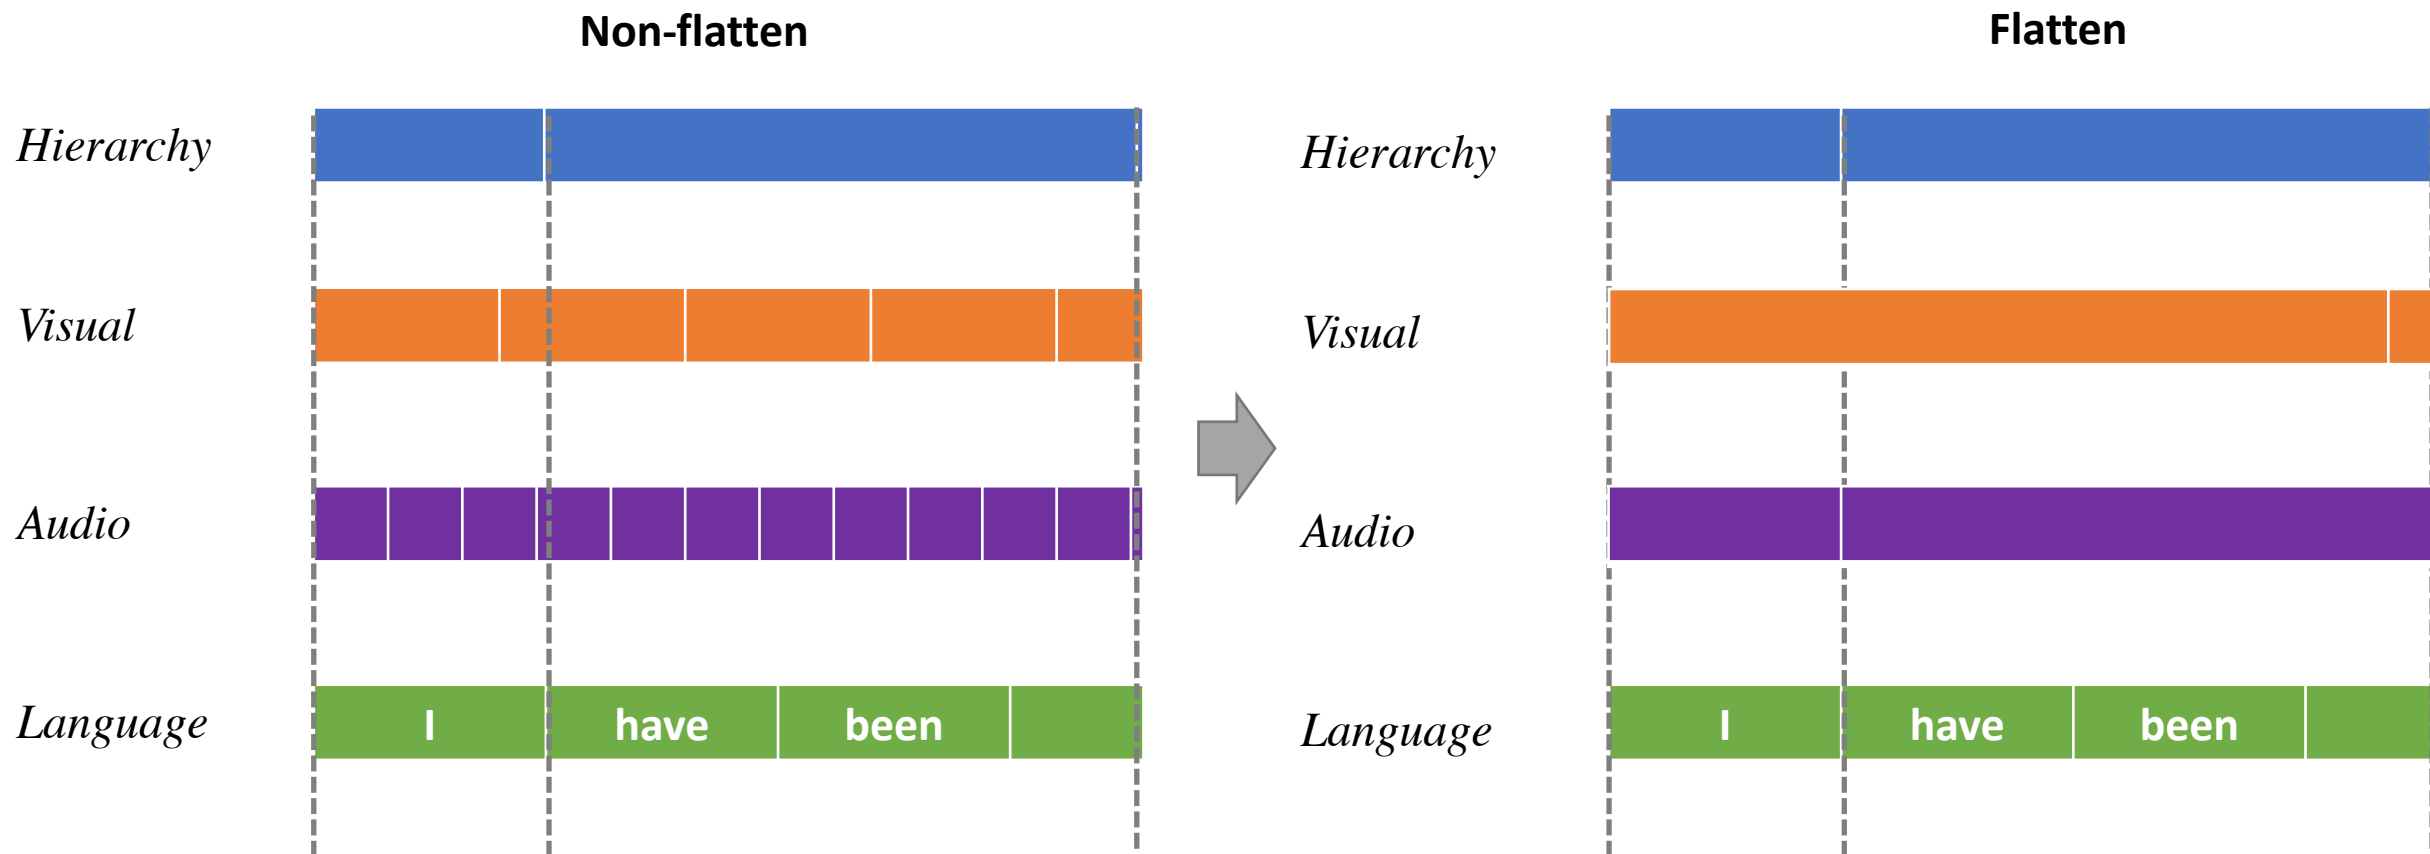 Non-flatten
Hierarchy
Visual
Audio
Language
I have been
Flatten
Hierarchy
Visual
Audio
Language
I have been